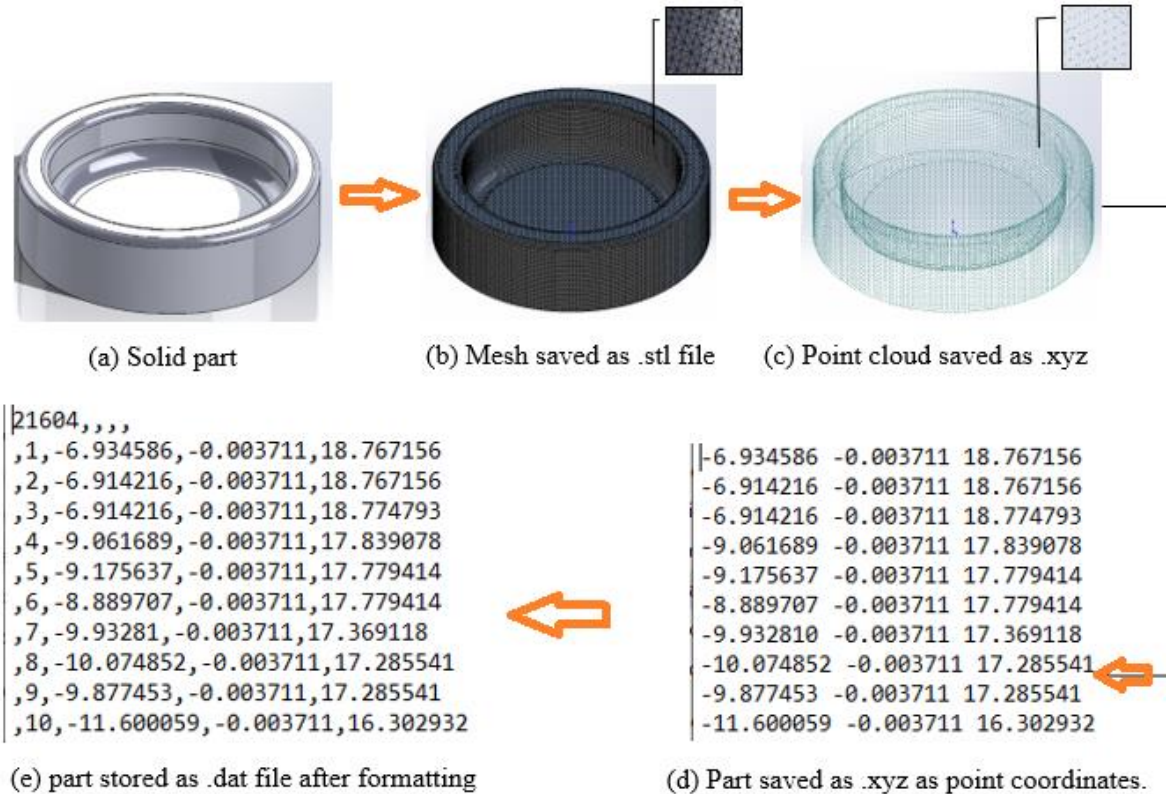 (a) Solid part
(b) Mesh saved as .stl file
(c) Point cloud saved as .xyz
21604,,,,
,1,-6.934586,-0.003711,18.767156
,2,-6.914216,-0.003711,18.767156
,3,-6.914216,-0.003711,18.774793
,4,-9.061689,-0.003711,17.839078
,5,-9.175637,-0.003711,17.779414
,6,-8.889707,-0.003711,17.779414
,7,-9.93281,-0.003711,17.369118
,8,-10.074852,-0.003711,17.285541
,9,-9.877453,-0.003711,17.285541
,10,-11.600059,-0.003711,16.302932
(e) part stored as .dat file after formatting
-6.934586 -0.003711 18.767156
-6.914216 -0.003711 18.767156
-6.914216 -0.003711 18.774793
-9.061689 -0.003711 17.839078
-9.175637 -0.003711 17.779414
-8.889707 -0.003711 17.779414
-9.932810 -0.003711 17.369118
-10.074852 -0.003711 17.285541
-9.877453 -0.003711 17.285541
-11.600059 -0.003711 16.302932
(d) Part saved as .xyz as point coordinates.